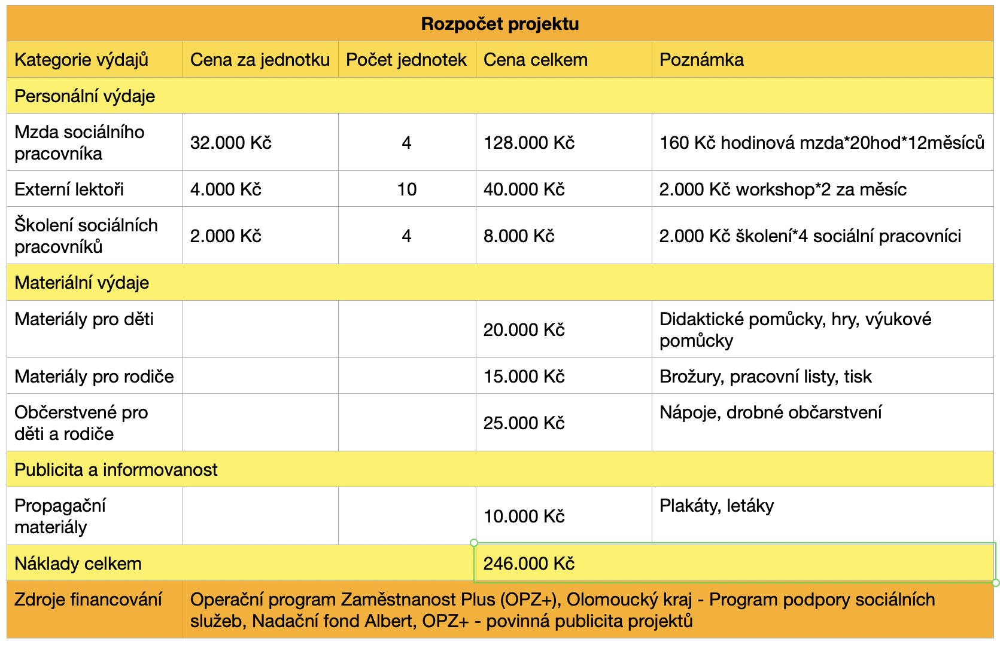 Rozpočet projektu
Kategorie výdajů Cena za jednotku Počet jednotek Cena celkem Poznámka
Personální výdaje
Mzda sociálního
pracovníka
32.000 Kč 4 128.000 Kč 160 Kč hodinová mzda*20hod*12měsíců
Externí lektoři 4.000 Kč 10 40.000 Kč 2.000 Kč workshop*2 za měsíc
Školení sociálních
pracovníků
2.000 Kč 4 8.000 Kč 2.000 Kč školení*4 sociální pracovníci
Materiální výdaje
Materiály pro děti 20.000 Kč Didaktické pomůcky, hry, výukové
pomůcky
Materiály pro rodiče 15.000 Kč Brožury, pracovní listy, tisk
Občerstvené pro
děti a rodiče
25.000 Kč Nápoje, drobné občarstvení
Publicita a informovanost
Propagační
materiály
10.000 Kč Plakáty, letáky
Náklady celkem 246.000 Kč
Zdroje financování Operační program Zaměstnanost Plus (OPZ+), Olomoucký kraj - Program podpory sociálních
služeb, Nadační fond Albert, OPZ+ - povinná publicita projektů